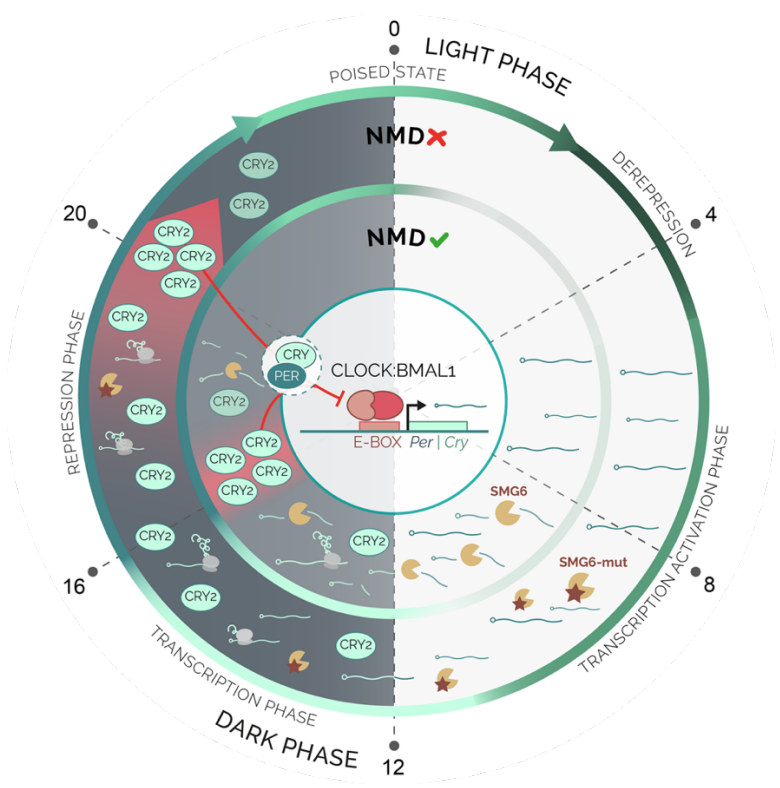 0
LIGHT PHASE
POISED STATE
NMD
DEREPRESSION
CRY2
CRY2
20
4
CRY2
CRY2
CRY2
CRY2
NMD
CRY2
REPRESSION PHASE
CRY
PER
CLOCK:BMAL1
CRY2
CRY2
E-BOX Per | Cry
CRY2
CRY2
CRY2
CRY2
CRY2
SMG6
TRANSCRIPTION ACTIVATION PHASE
CRY2
CRY2
SMG6-mut
16
8
CRY2
CRY2
TRANSCRIPTION PHASE
DARK PHASE
12